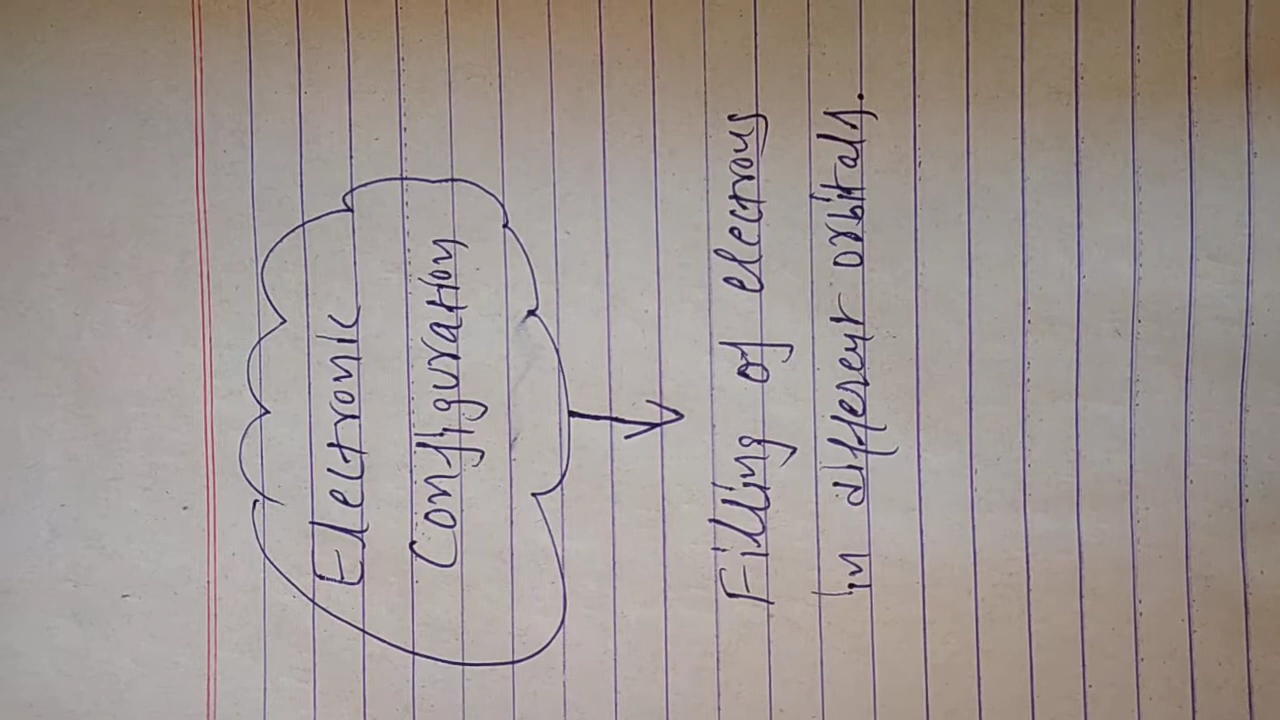 Electronic
Configuration
Filling of electrons
in different orbitals.